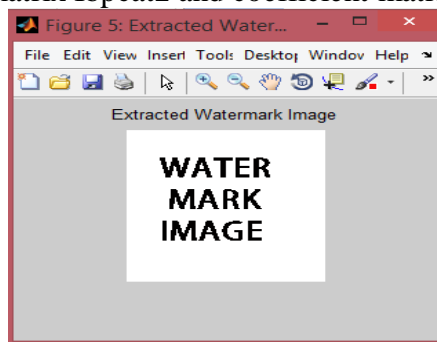 Figure 5: Extracted Water...
File Edit View Insert Tools Desktop Window Help
Extracted Watermark Image
WATER
MARK
IMAGE